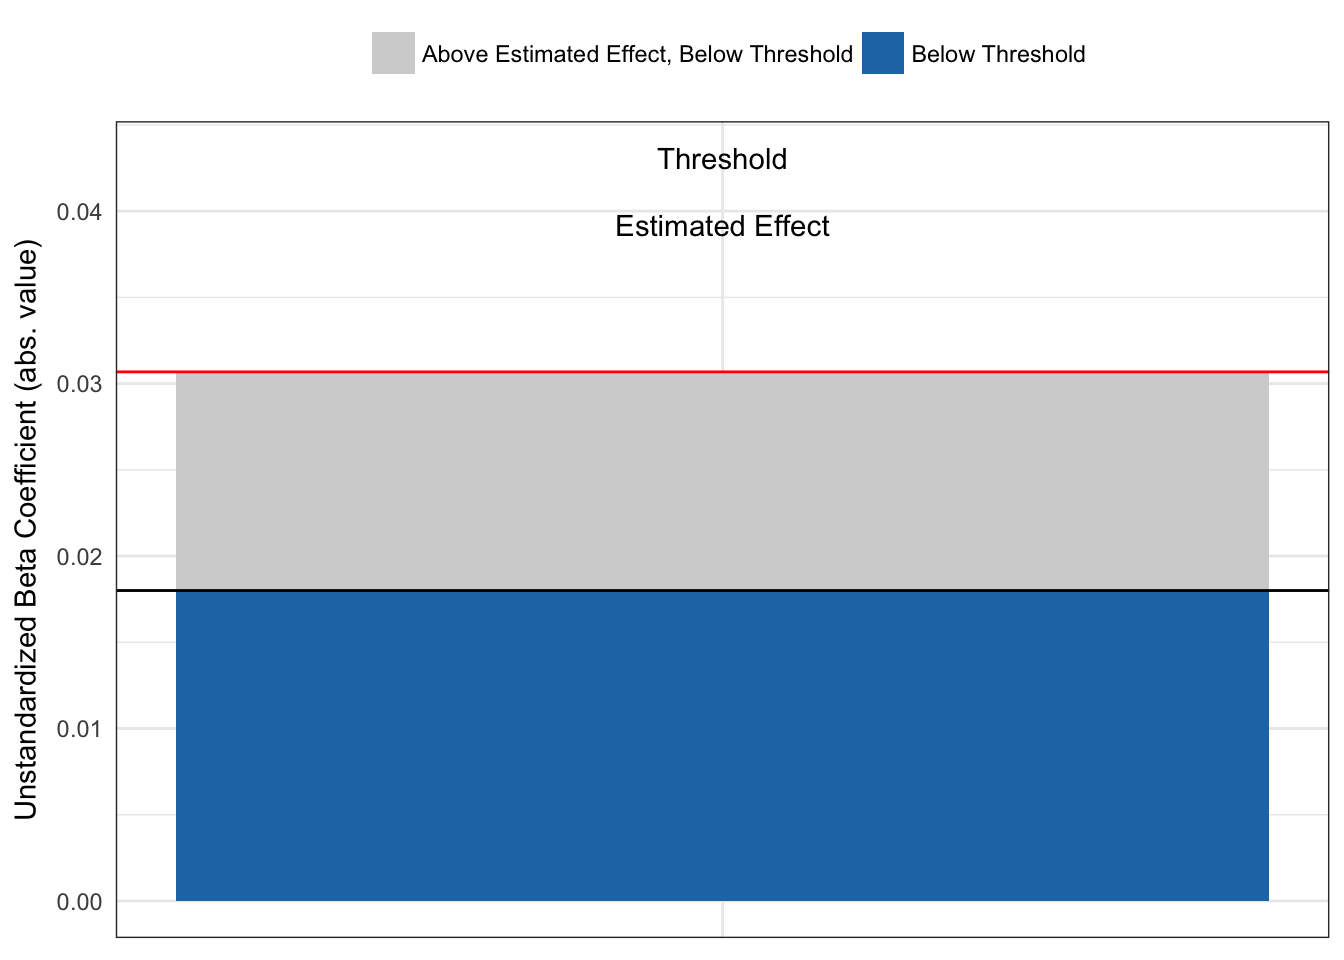 Above Estimated Effect, Below Threshold Below Threshold
Threshold
Estimated Effect
Unstandardized Beta Coefficient (abs. value)
0.04
0.03
0.02
0.01
0.00